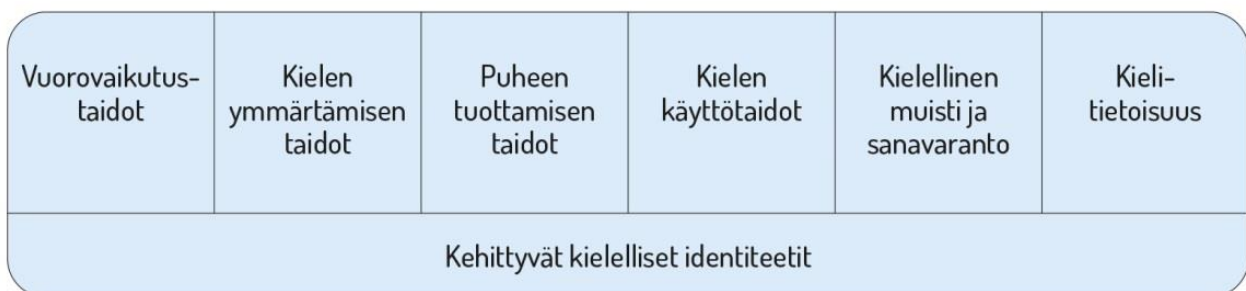 Vuorovaikutus-
taidot
Kielen
ymmärtämisen
taidot
Puheen
tuottamisen
taidot
Kielen
käyttötaidot
Kielellinen
muisti ja
sanavaranto
Kieli-
tietoisuus
Kehittyvät kielelliset identiteetit